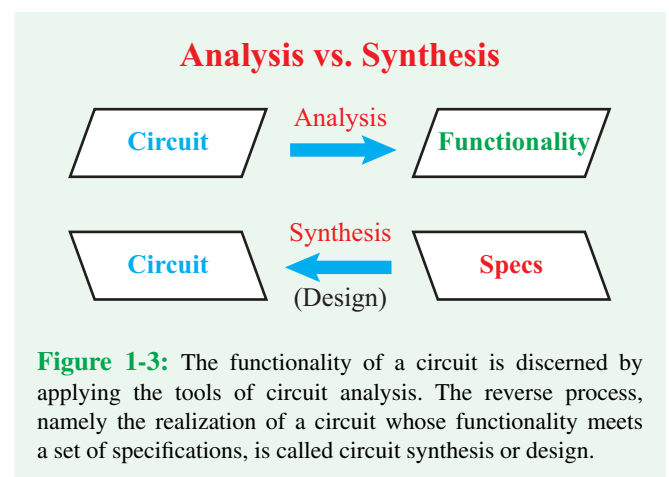 Analysis vs. Synthesis
Analysis
Circuit
Functionality
Synthesis
Circuit
Specs
(Design)
Figure 1-3: The functionality of a circuit is discerned by
applying the tools of circuit analysis. The reverse process,
namely the realization of a circuit whose functionality meets
a set of specifications, is called circuit synthesis or design.